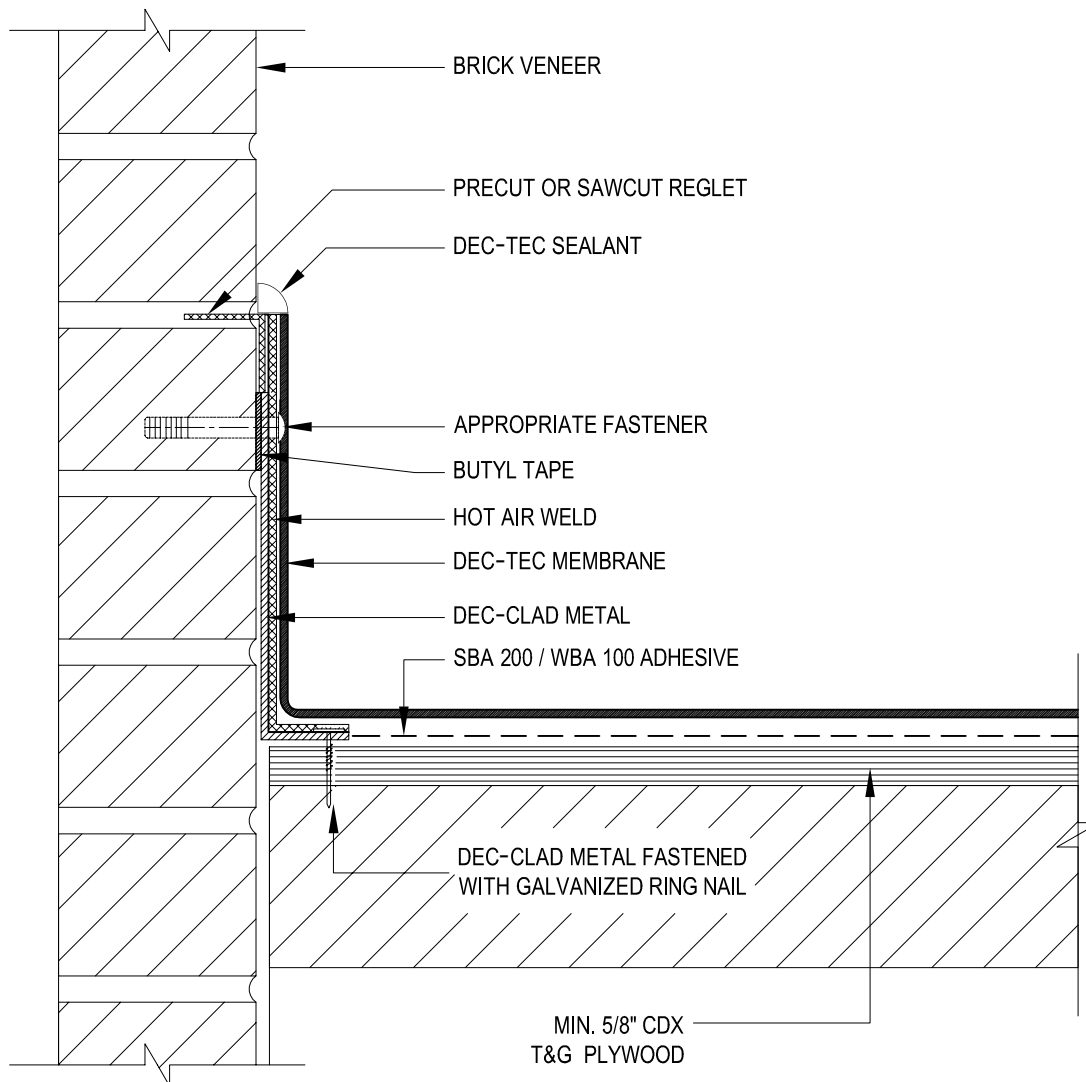 BRICK VENEER
PRECUT OR SAWCUT REGLET
DEC-TEC SEALANT
APPROPRIATE FASTENER
BUTYL TAPE
HOT AIR WELD
DEC-TEC MEMBRANE
DEC-CLAD METAL
SBA 200 / WBA 100 ADHESIVE
DEC-CLAD METAL FASTENED
WITH GALVANIZED RING NAIL
MIN. 5/8" CDX
T&G PLYWOOD